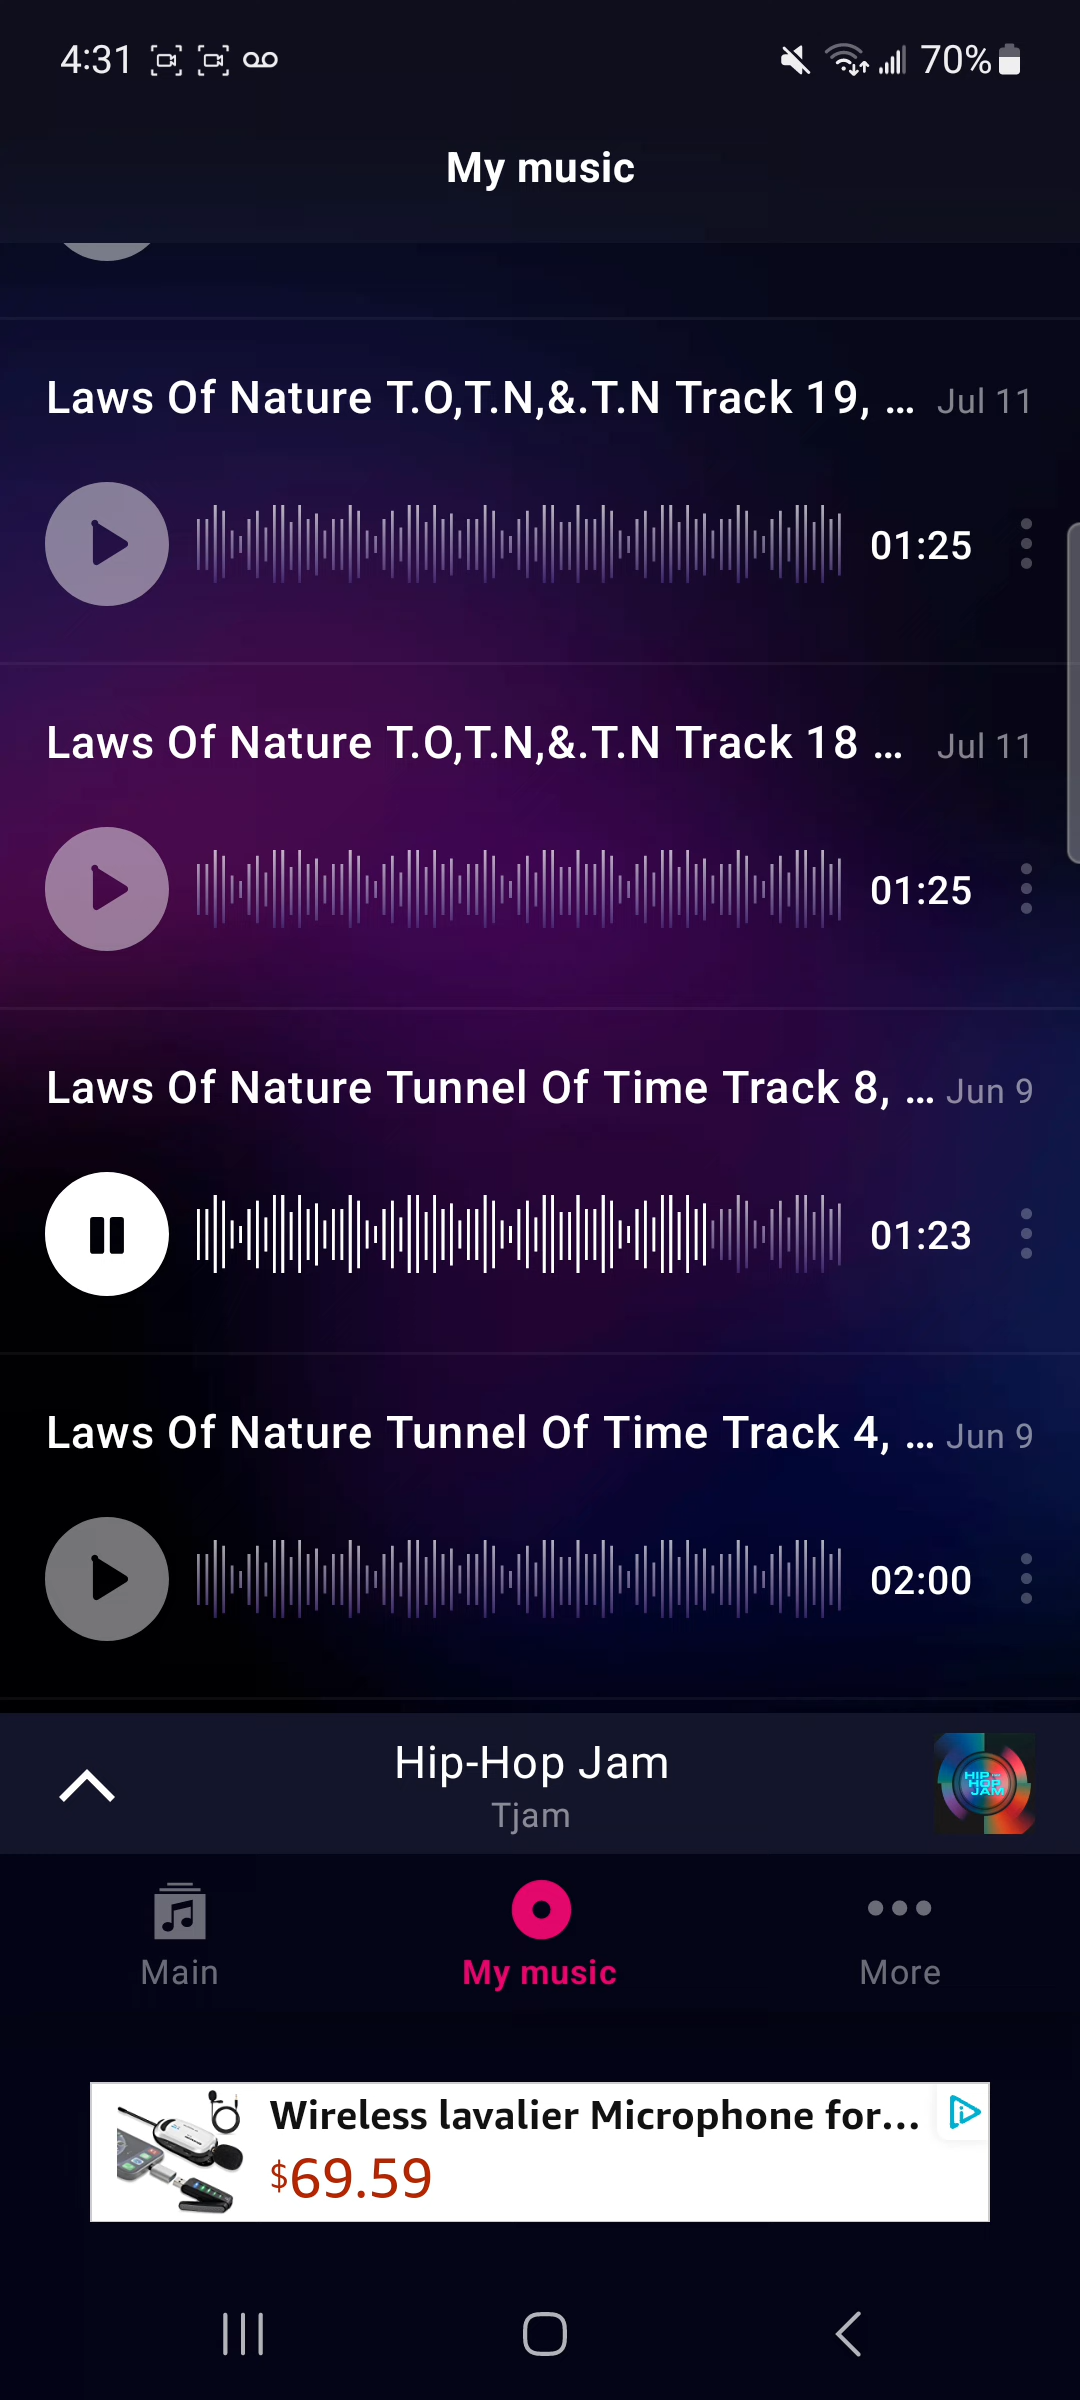 4:31
70%
My music
Laws Of Nature T.O,T.N,&.T.N Track 19, ... Jul 11
01:25
Laws Of Nature T.O,T.N,&.T.N Track 18 ... Jul 11
01:25
Laws Of Nature Tunnel Of Time Track 8, ... Jun 9
01:23
Laws Of Nature Tunnel Of Time Track 4, ... Jun 9
02:00
Hip-Hop Jam
Tjam
HIP
HOP
JAM
Main
My music
More
Wireless lavalier Microphone for...
$69.59